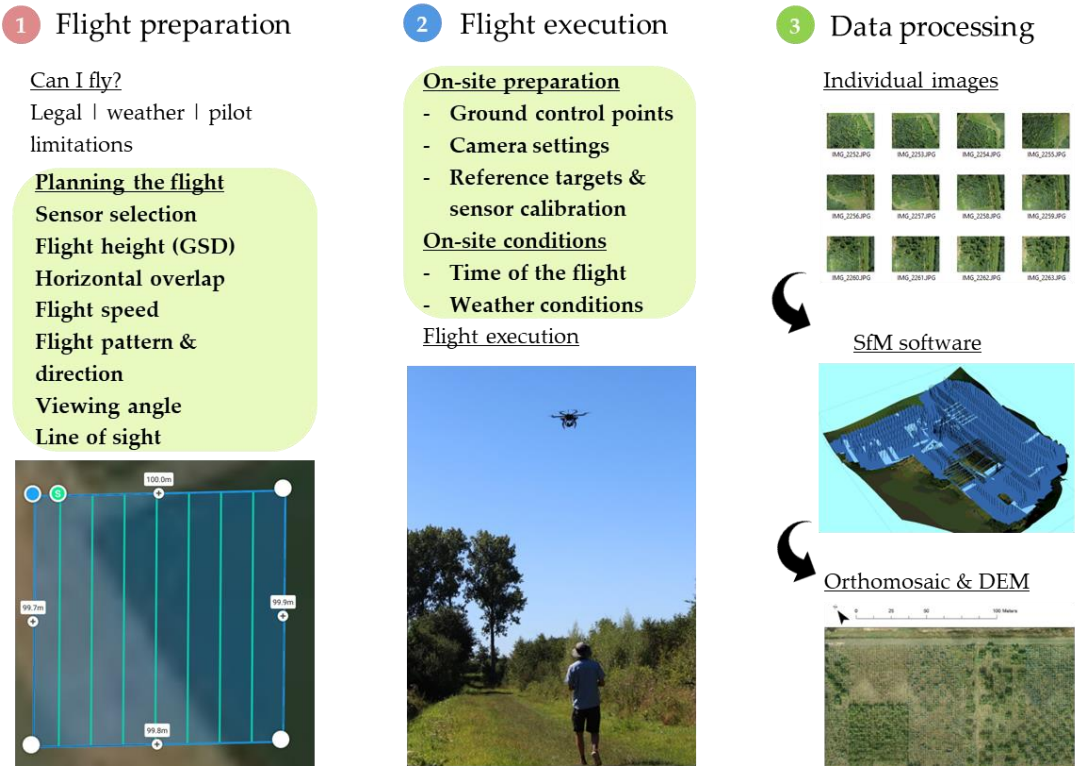 1 Flight preparation
Can I fly?
Legal | weather | pilot
limitations
Planning the flight
Sensor selection
Flight height (GSD)
Horizontal overlap
Flight speed
Flight pattern &
direction
Viewing angle
Line of sight
S
100.0m
99.7m
99.9m
99.8m
2 Flight execution
On-site preparation
- Ground control points
- Camera settings
- Reference targets &
sensor calibration
On-site conditions
- Time of the flight
- Weather conditions
Flight execution
3 Data processing
Individual images
IMG_2252.JPG IMG_2253.JPG IMG_2254.JPG IMG_2255.JPG
IMG_2256.JPG IMG_2257.JPG IMG_2258.JPG IMG_2259.JPG
IMG_2260.JPG IMG_2261.JPG IMG_2262.JPG IMG_2263.JPG
SfM software
Orthomosaic & DEM
0 25 50 100 Meters